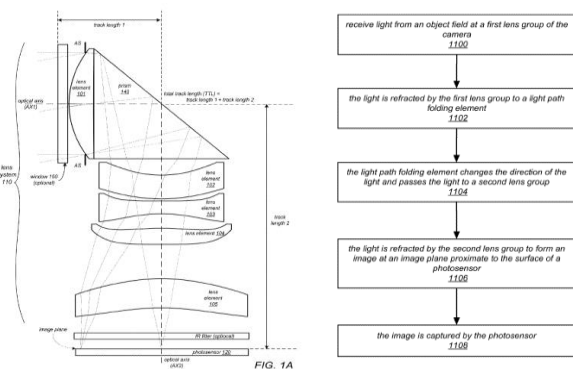 track length 1
AS
lens
element
101
prism
140
total track length (TTL) =
track length 1 + track length 2
optical axis
(AX1)
lens
system
110
AS
window 150
(optional)
lens
element
102
lens
element
103
lens element 104
track
length 2
lens
element
105
image plane
IR filter (optional)
photosensor 120
optical axis
(AX2)
FIG. 1A
receive light from an object field at a first lens group of the
camera
1100
the light is refracted by the first lens group to a light path
folding element
1102
the light path folding element changes the direction of the
light and passes the light to a second lens group
1104
the light is refracted by the second lens group to form an
image at an image plane proximate to the surface of a
photosensor
1106
the image is captured by the photosensor
1108